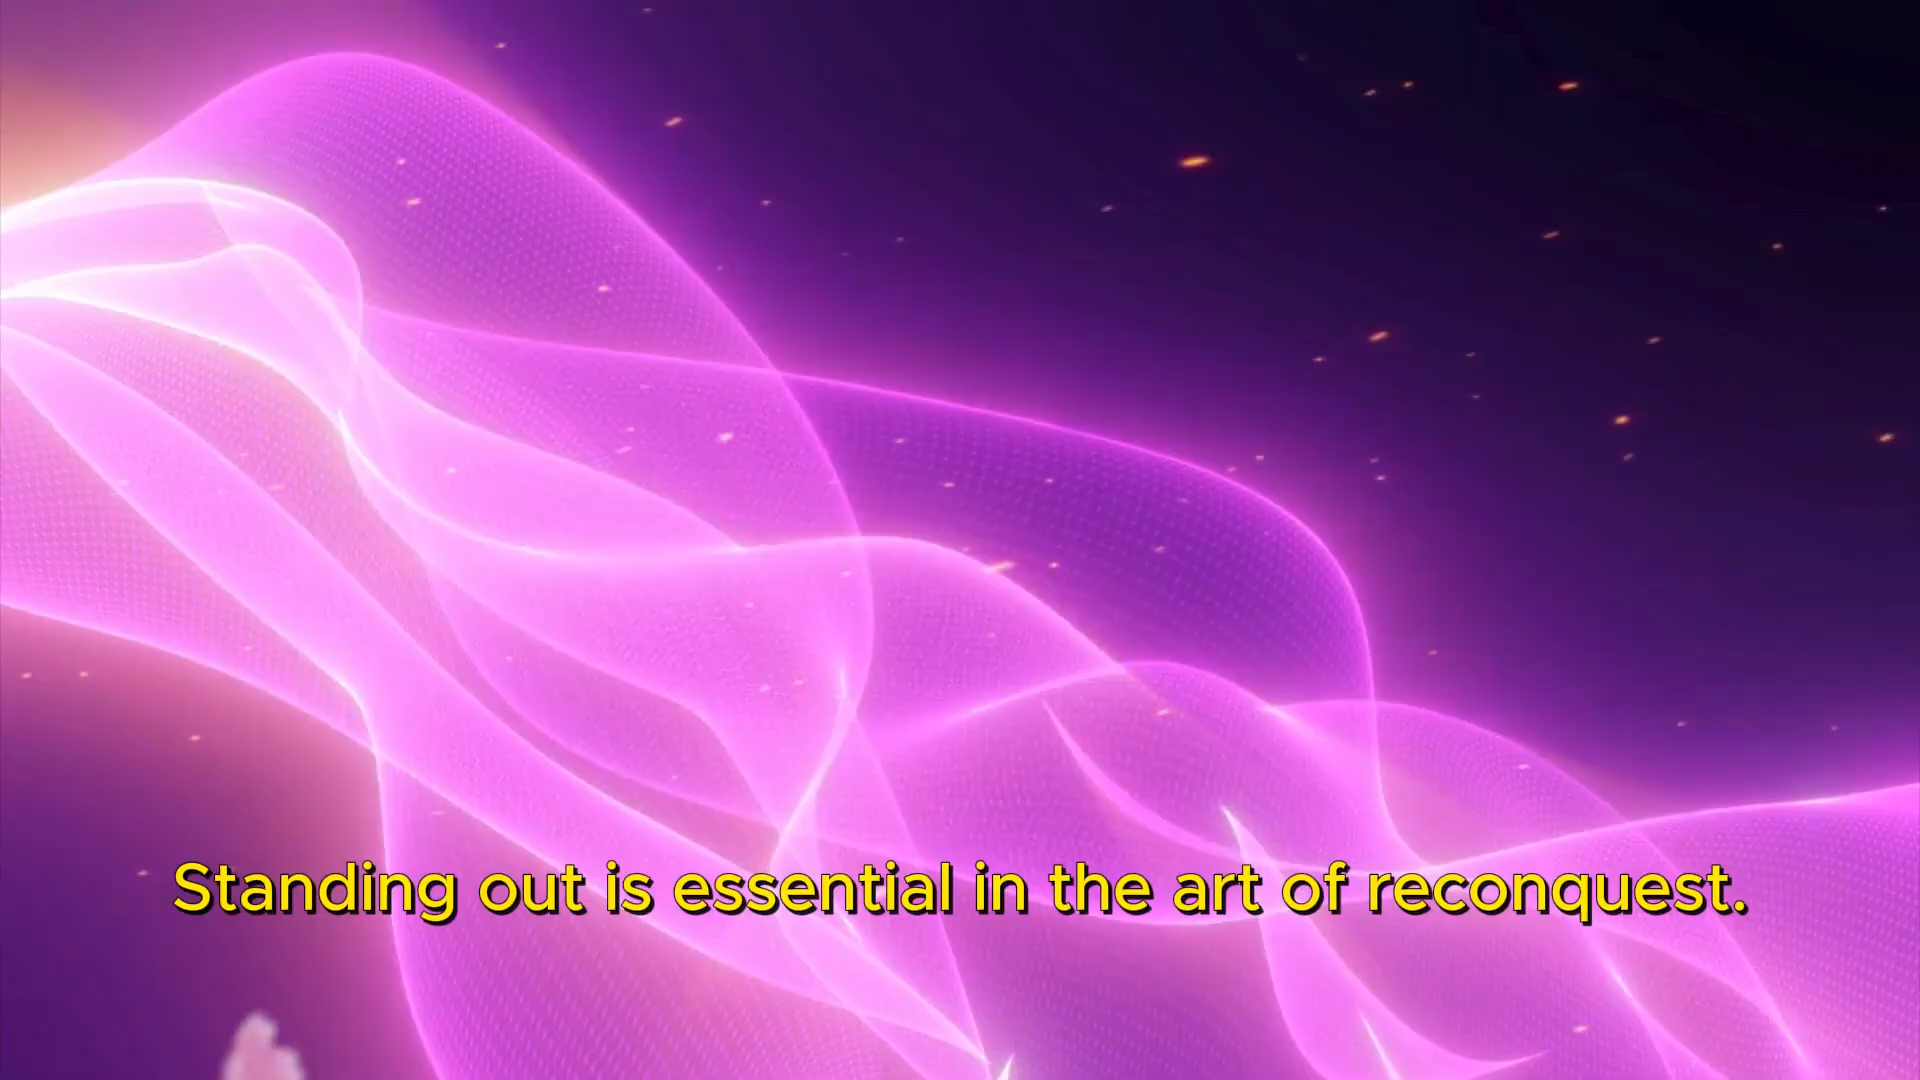 Standing out is essential in the art of reconquest.